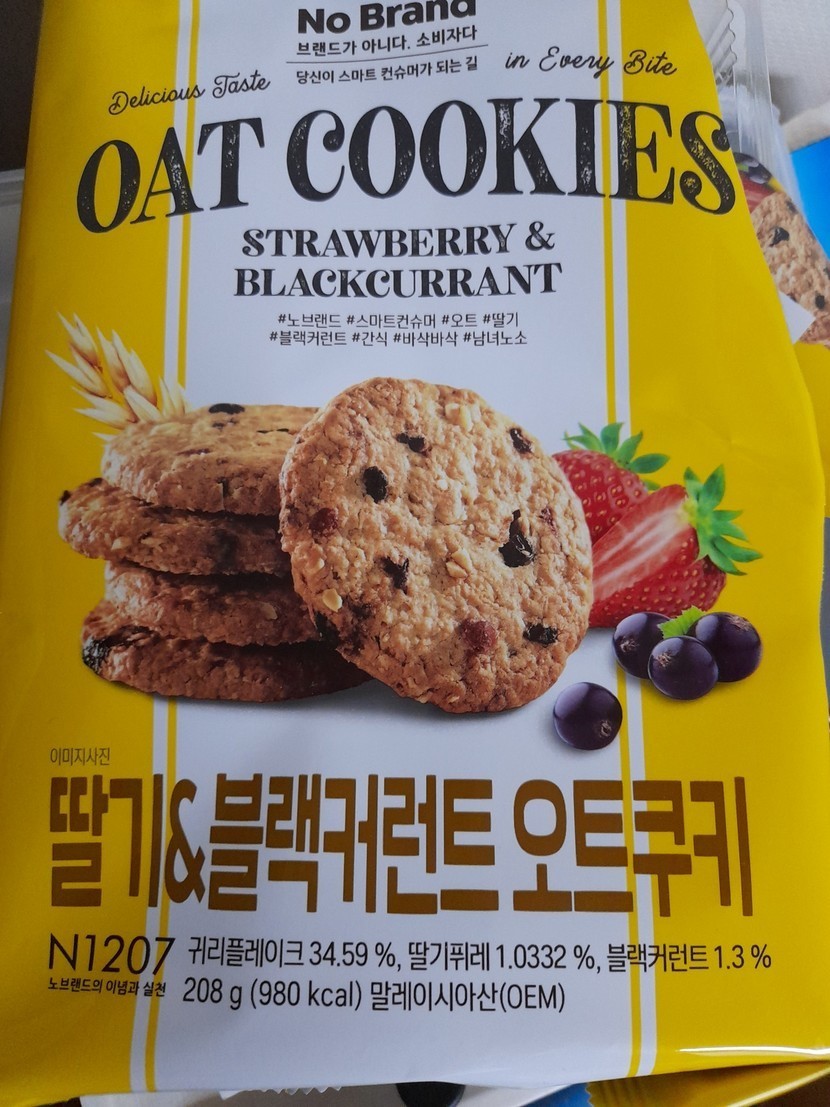 No Brand
브랜드가 아니다. 소비자다
당신이 스마트 컨슈머가 되는 길
Delicious Taste
in Every Bite
OAT COOKIES
STRAWBERRY &
BLACKCURRANT
#노브랜드 #스마트컨슈머 #오트 #딸기
#블랙커런트 #간식 #바삭바삭 #남녀노소
이미지사진
딸기&블랙커런트 오트쿠키
N1207
노브랜드의 이념과 실천
귀리플레이크 34.59 %, 딸기퓌레 1.0332 %, 블랙커런트 1.3 %
208 g (980 kcal) 말레이시아산(OEM)